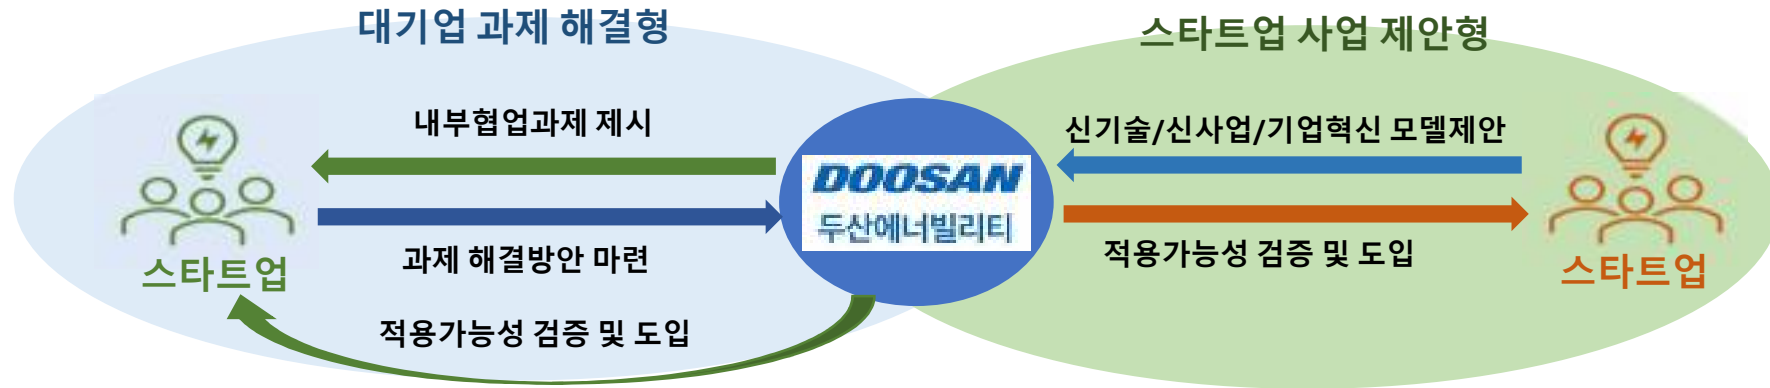 대기업 과제 해결형
내부협업과제 제시
과제 해결방안 마련
스타트업
적용가능성 검증 및 도입
DOOSAN
두산에너빌리티
스타트업 사업 제안형
신기술/신사업/기업혁신 모델제안
적용가능성 검증 및 도입
스타트업